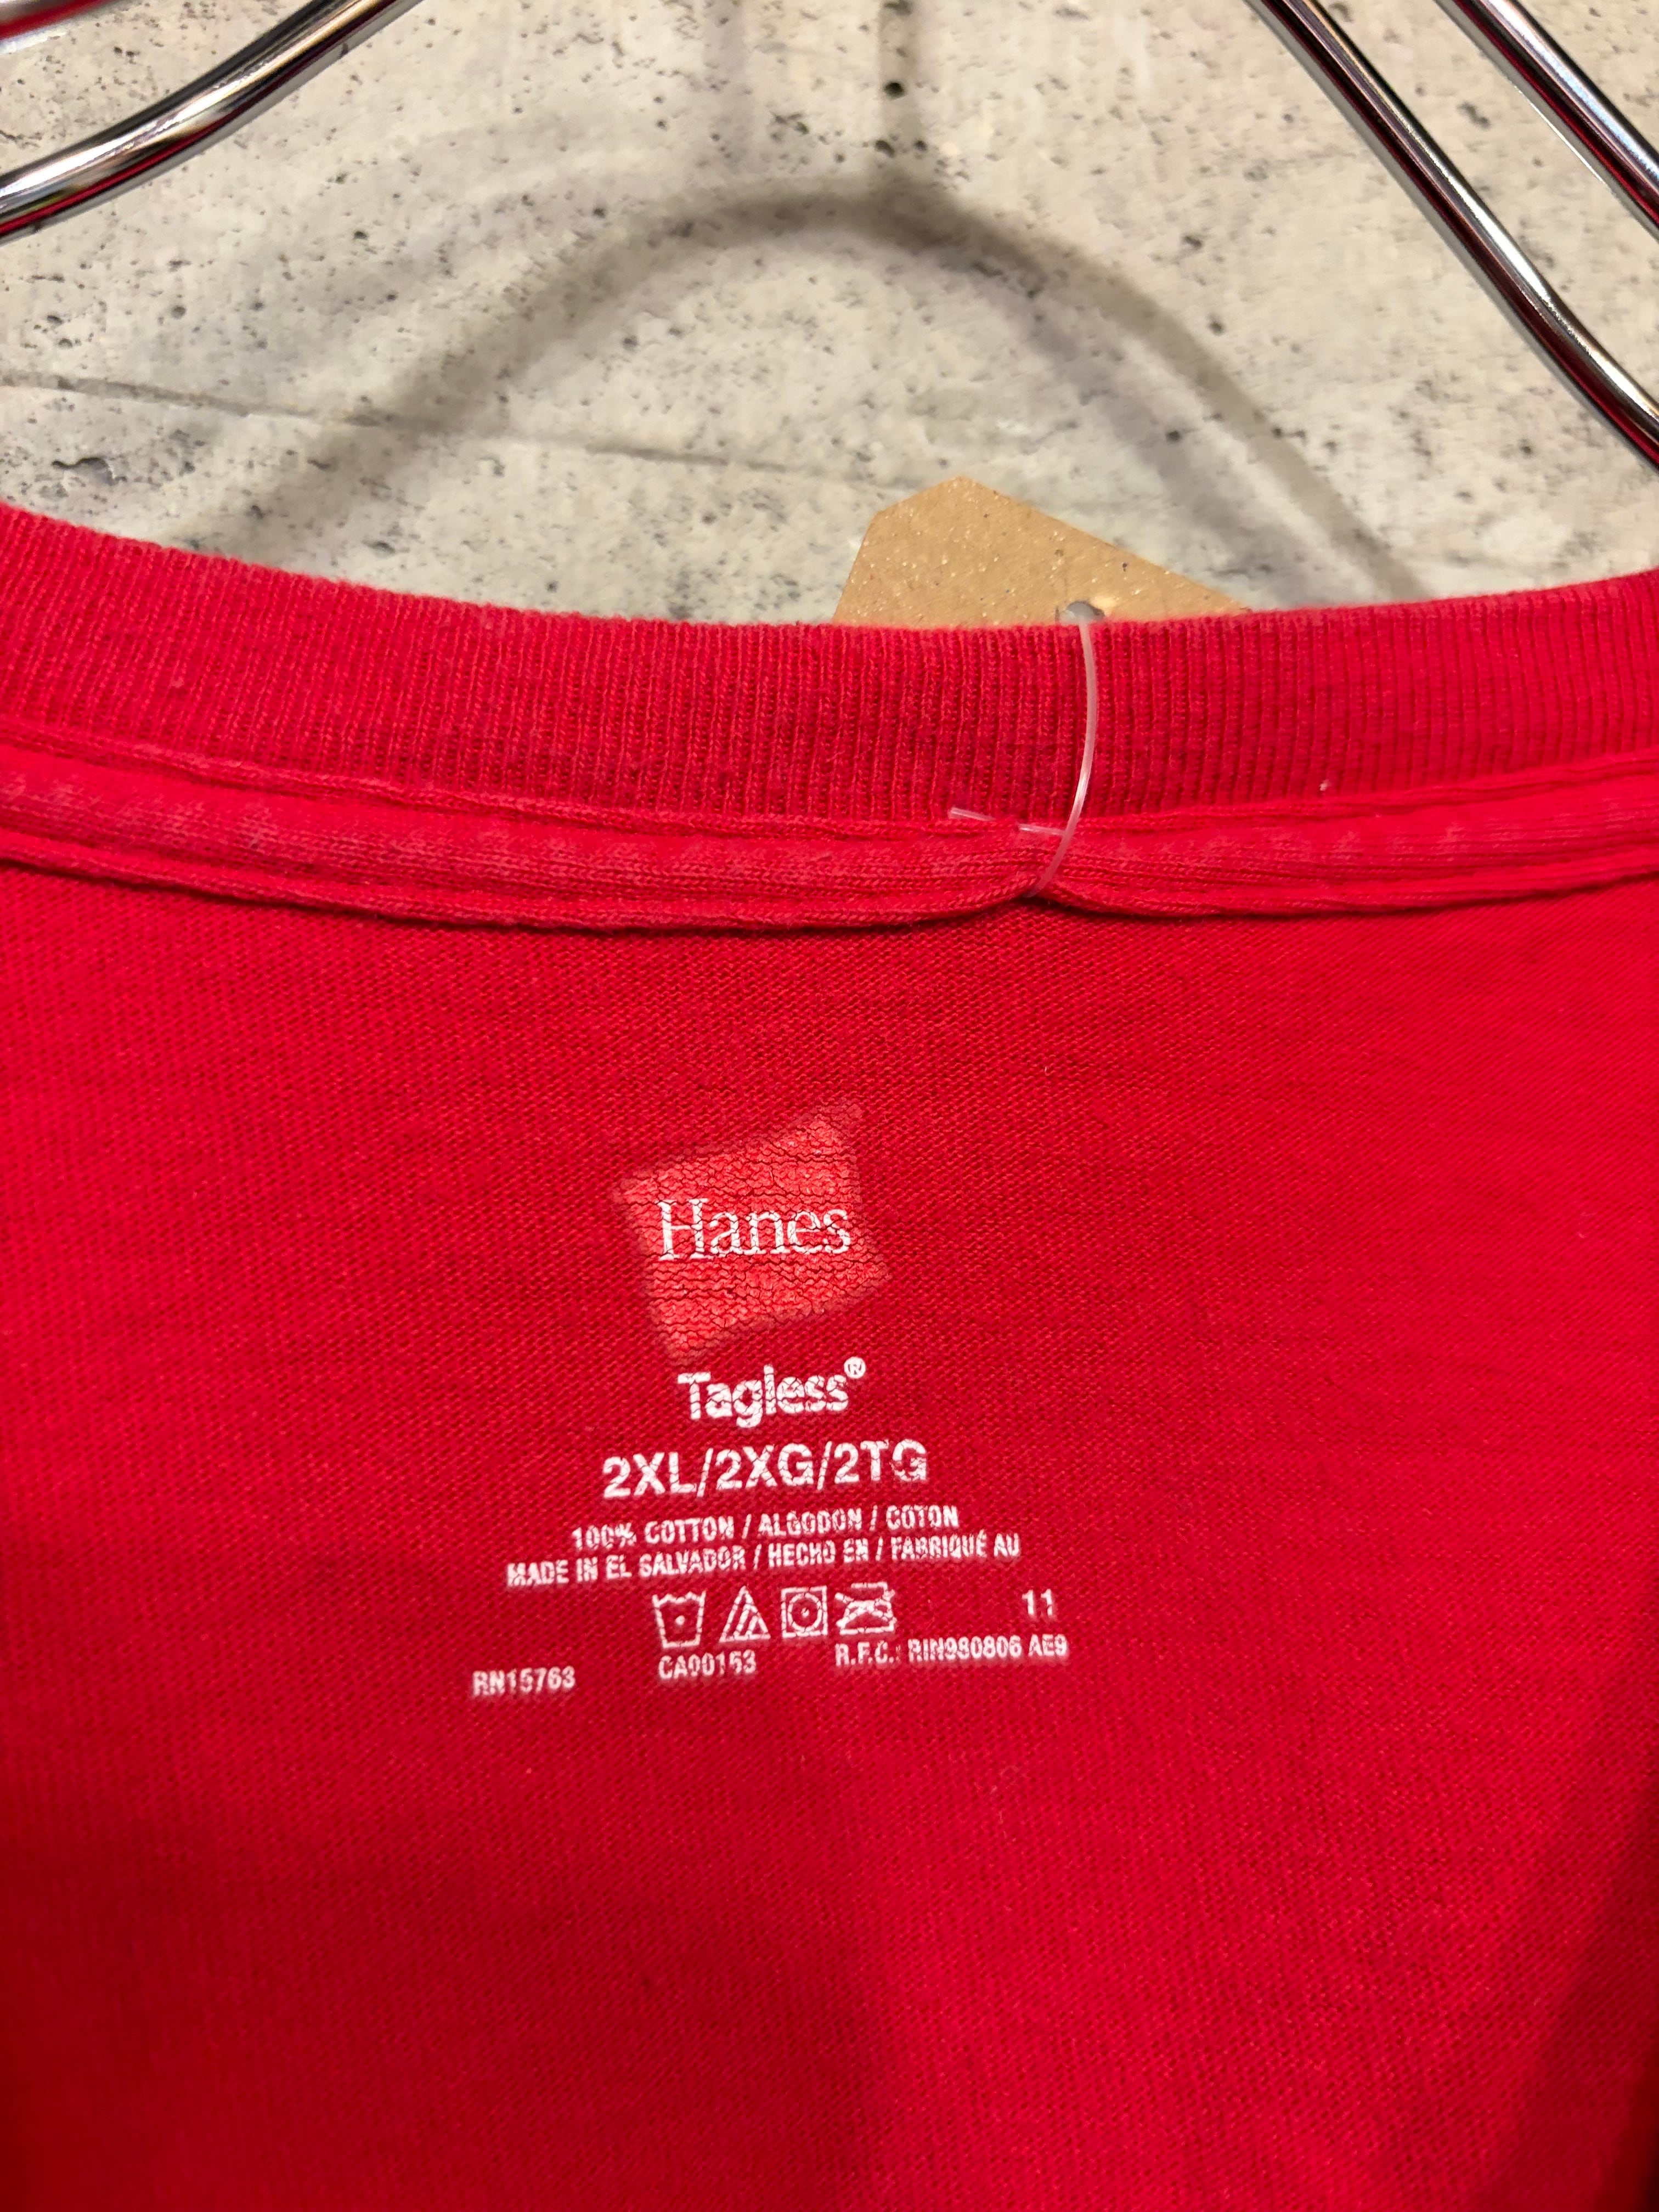 Hanes
Tagless®
2XL/2XG/2TG
100% COTTON / ALGODON / COTON
MADE IN EL SALVADOR / HECHO EN / FABRIQUÉ AU
11
RN15763 CA00153 R.F.C.: RIN980806 AE9